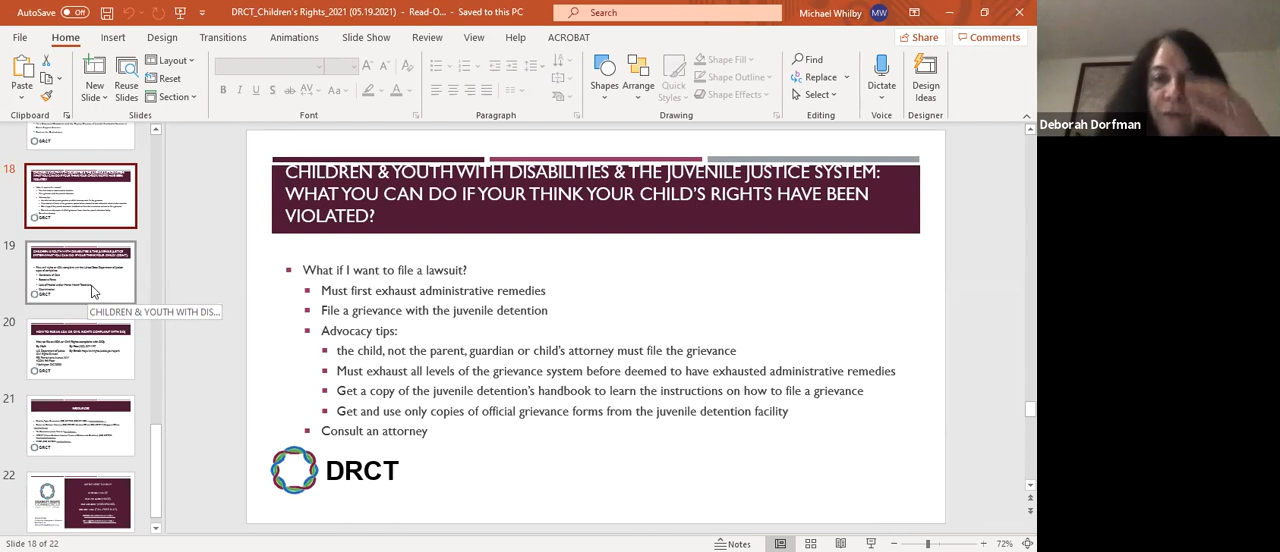 AutoSave Off DRCT_Children's Rights_2021 (05.19.2021) - Read-O... - Saved to this PC Search Michael Whilby MW
File Home Insert Design Transitions Animations Slide Show Review View Help ACROBAT Share Comments
Paste New Slide Reuse Slides Layout Reset Section Shapes Arrange Quick Styles Shape Fill Shape Outline Shape Effects Find Replace Select Dictate Design Ideas
Clipboard Slides Font Paragraph Drawing Editing Voice Designer
Deborah Dorfman
18
19
CHILDREN & YOUTH WITH DIS...
20
21
22
CHILDREN & YOUTH WITH DISABILITIES & THE JUVENILE JUSTICE SYSTEM:
WHAT YOU CAN DO IF YOUR THINK YOUR CHILD'S RIGHTS HAVE BEEN
VIOLATED?
What if I want to file a lawsuit?
Must first exhaust administrative remedies
File a grievance with the juvenile detention
Advocacy tips:
the child, not the parent, guardian or child's attorney must file the grievance
Must exhaust all levels of the grievance system before deemed to have exhausted administrative remedies
Get a copy of the juvenile detention's handbook to learn the instructions on how to file a grievance
Get and use only copies of official grievance forms from the juvenile detention facility
Consult an attorney
DRCT
Slide 18 of 22 Notes 72%